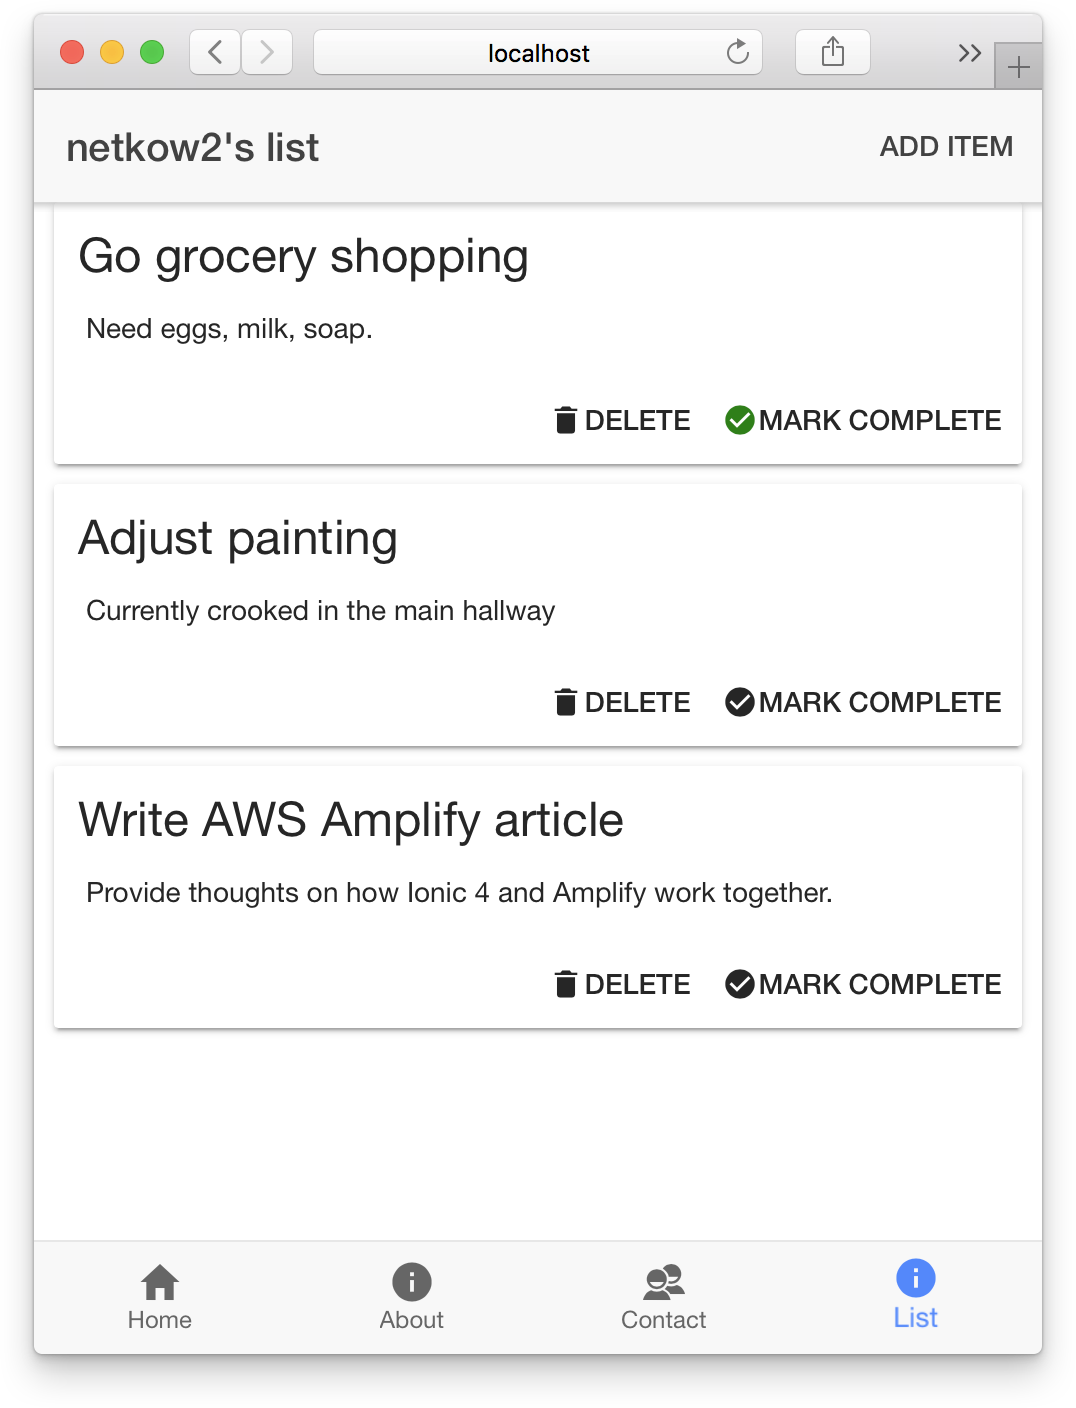 localhost
netkow2's list
ADD ITEM
Go grocery shopping
Need eggs, milk, soap.
DELETE MARK COMPLETE
Adjust painting
Currently crooked in the main hallway
DELETE MARK COMPLETE
Write AWS Amplify article
Provide thoughts on how Ionic 4 and Amplify work together.
DELETE MARK COMPLETE
Home About Contact List